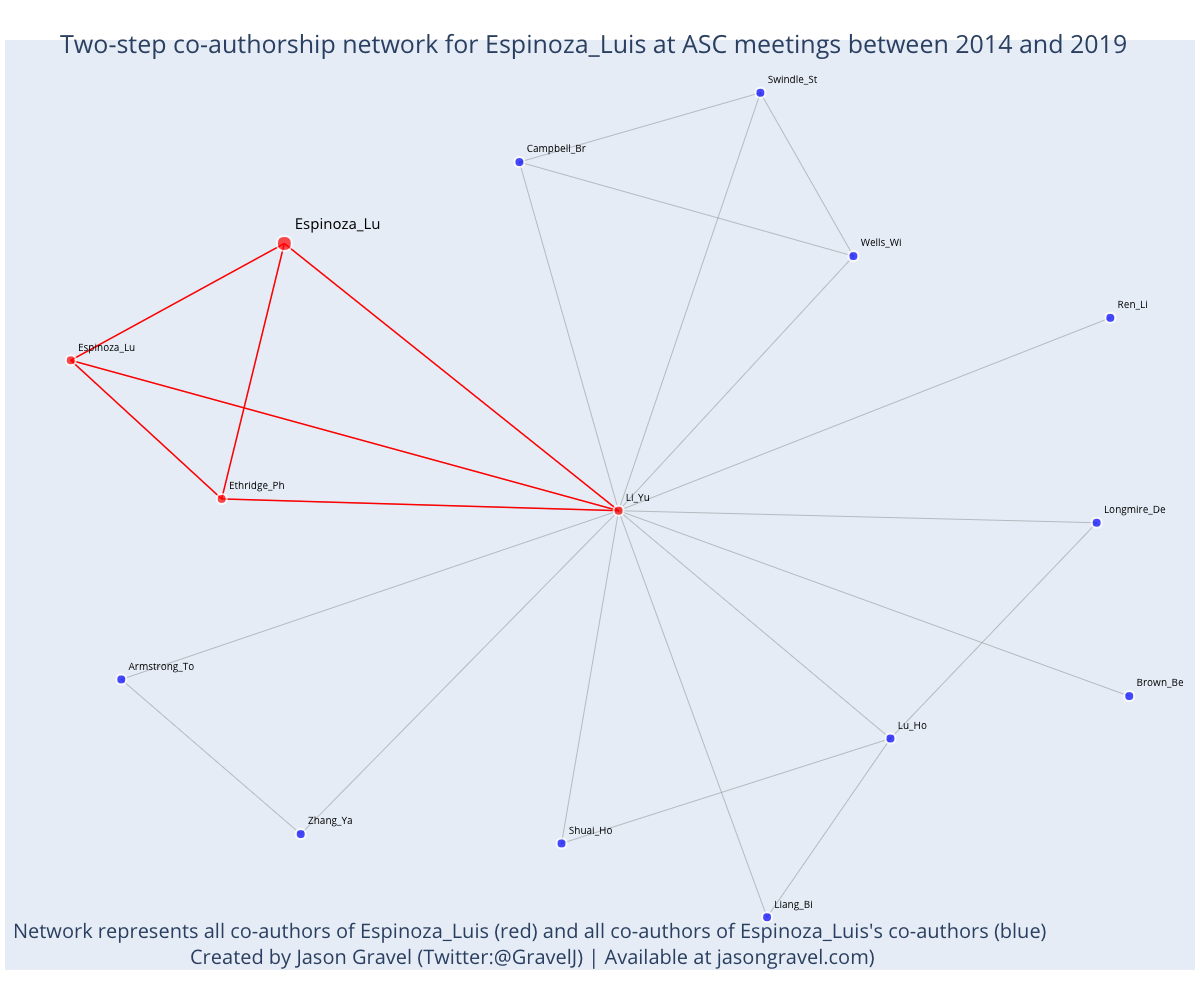 Two-step co-authorship network for Espinoza_Luis at ASC meetings between 2014 and 2019
Swindle_St
Campbell_Br
Espinoza_Lu
Wells_Wi
Ren_Li
Espinoza_Lu
Ethridge_Ph
Li_Yu
Longmire_De
Armstrong_To
Brown_Be
Lu_Ho
Zhang_Ya
Shuai_Ho
Liang_Bi
Network represents all co-authors of Espinoza_Luis (red) and all co-authors of Espinoza_Luis's co-authors (blue)
Created by Jason Gravel (Twitter:@GravelJ) | Available at jasongravel.com)